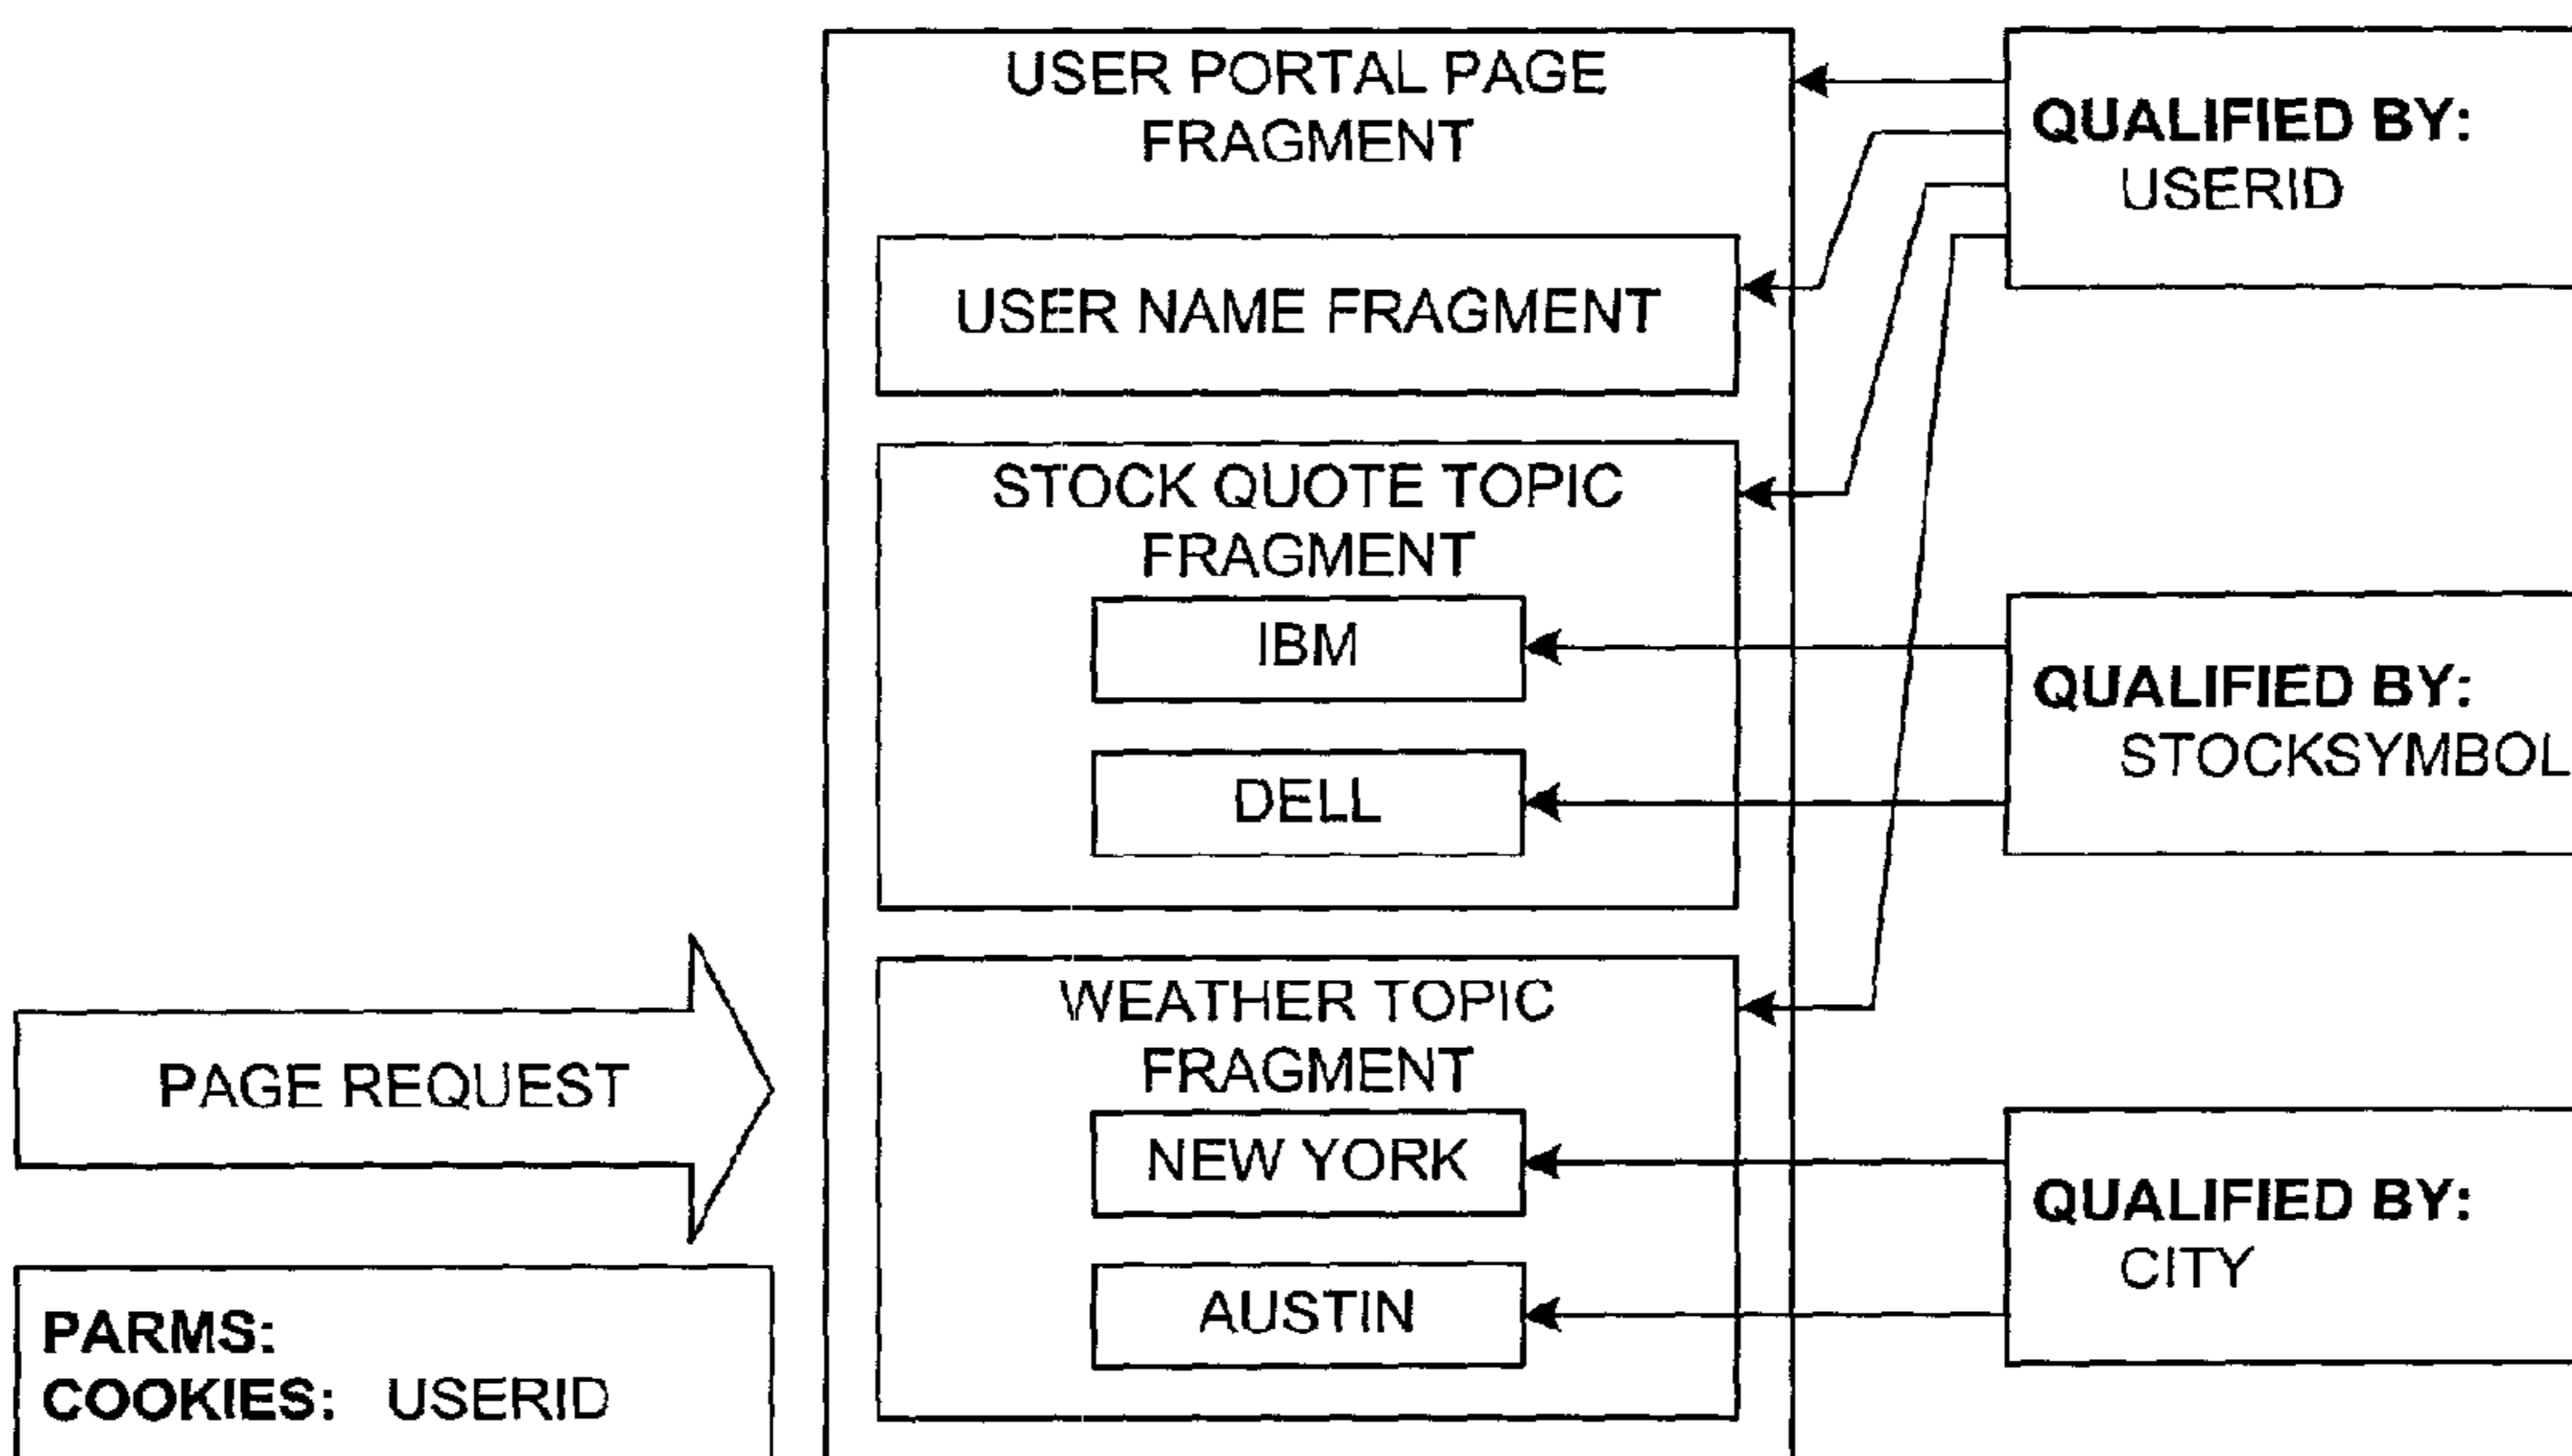 USER PORTAL PAGE
FRAGMENT
USER NAME FRAGMENT
STOCK QUOTE TOPIC
FRAGMENT
IBM
DELL
WEATHER TOPIC
FRAGMENT
NEW YORK
AUSTIN
QUALIFIED BY:
USERID
QUALIFIED BY:
STOCKSYMBOL
QUALIFIED BY:
CITY
PAGE REQUEST
PARMS:
COOKIES: USERID